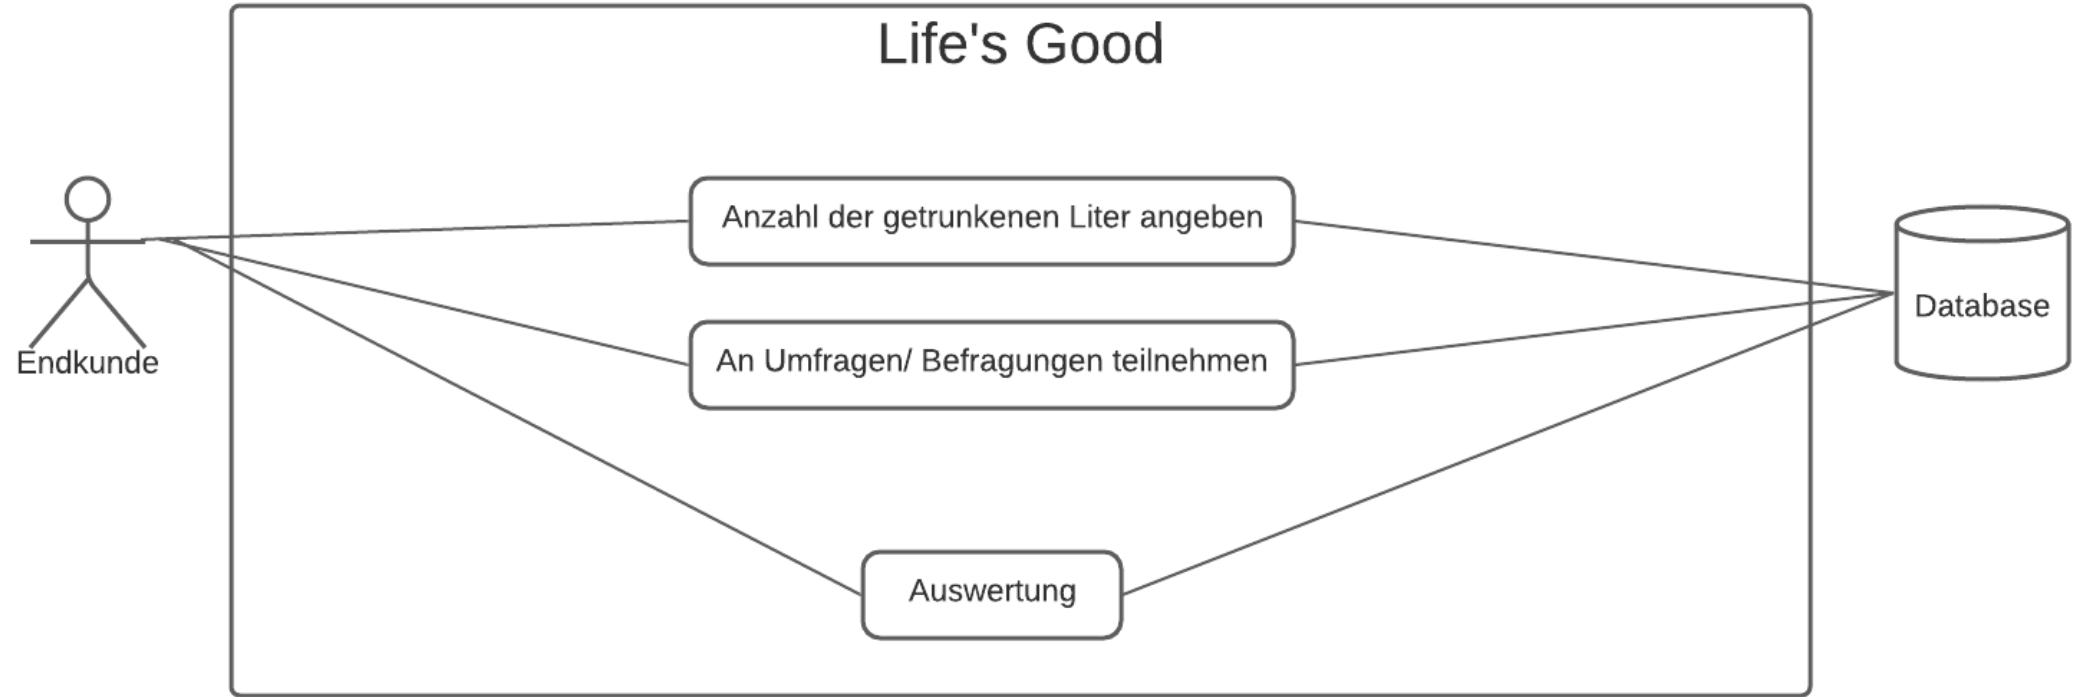 Life's Good
Anzahl der getrunkenen Liter angeben
An Umfragen/ Befragungen teilnehmen
Auswertung
Endkunde
Database